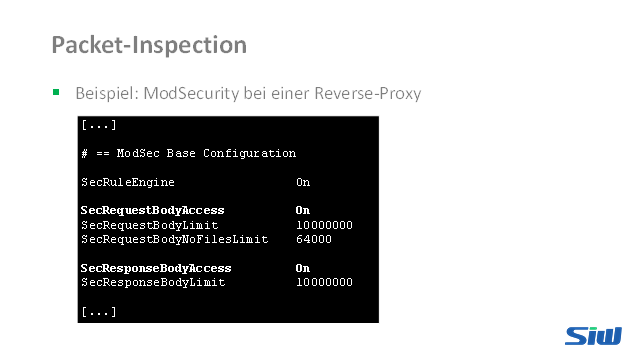 Packet-Inspection
Beispiel: ModSecurity bei einer Reverse-Proxy
[...]
# == ModSec Base Configuration
SecRuleEngine On
SecRequestBodyAccess On
SecRequestBodyLimit 10000000
SecRequestBodyNoFilesLimit 64000
SecResponseBodyAccess On
SecResponseBodyLimit 10000000
[...]
SiW